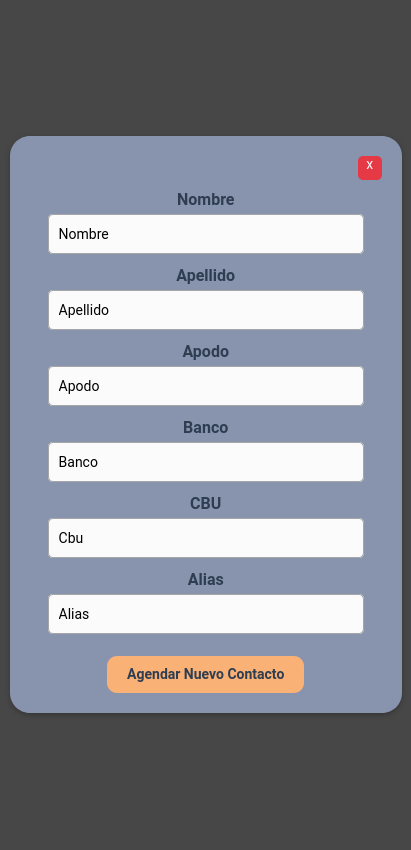 X
Nombre
Nombre
Apellido
Apellido
Apodo
Apodo
Banco
Banco
CBU
Cbu
Alias
Alias
Agendar Nuevo Contacto